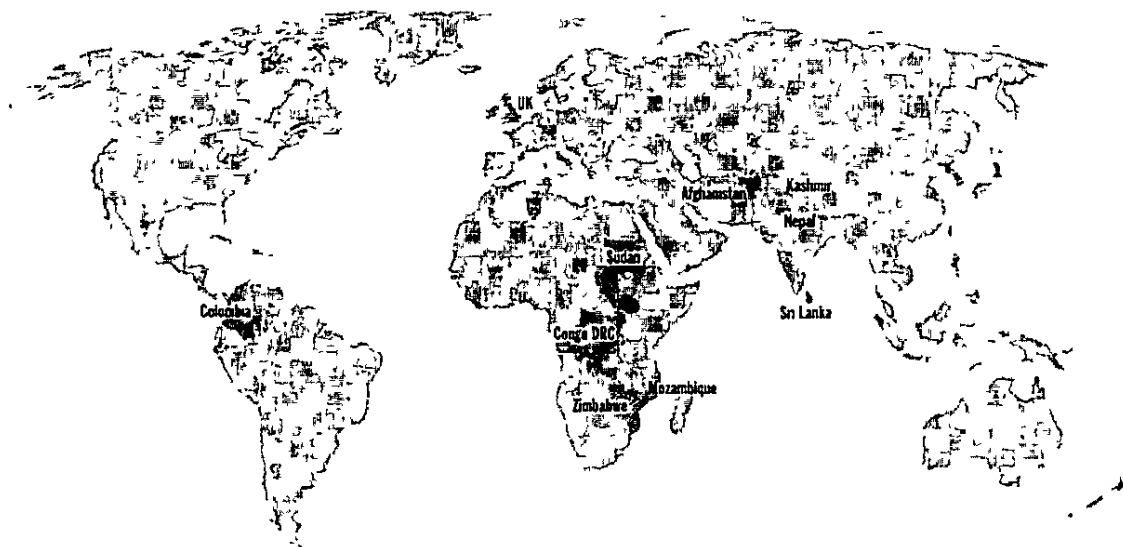 UK
Afghanistan
Kashmir
Nepal
Sudan
Colombia
Sri Lanka
Congo DRC
Mozambique
Zimbabwe